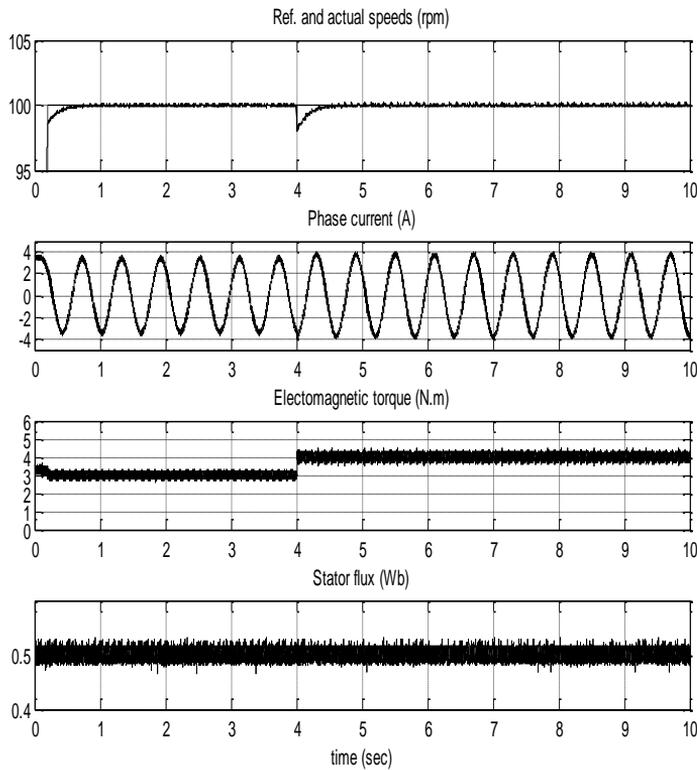 Ref. and actual speeds (rpm)
105
100
95
0 1 2 3 4 5 6 7 8 9 10
Phase current (A)
4
2
0
-2
-4
0 1 2 3 4 5 6 7 8 9 10
Electomagnetic torque (N.m)
6
5
4
3
2
1
0
0 1 2 3 4 5 6 7 8 9 10
Stator flux (Wb)
0.5
0.4
0 1 2 3 4 5 6 7 8 9 10
time (sec)